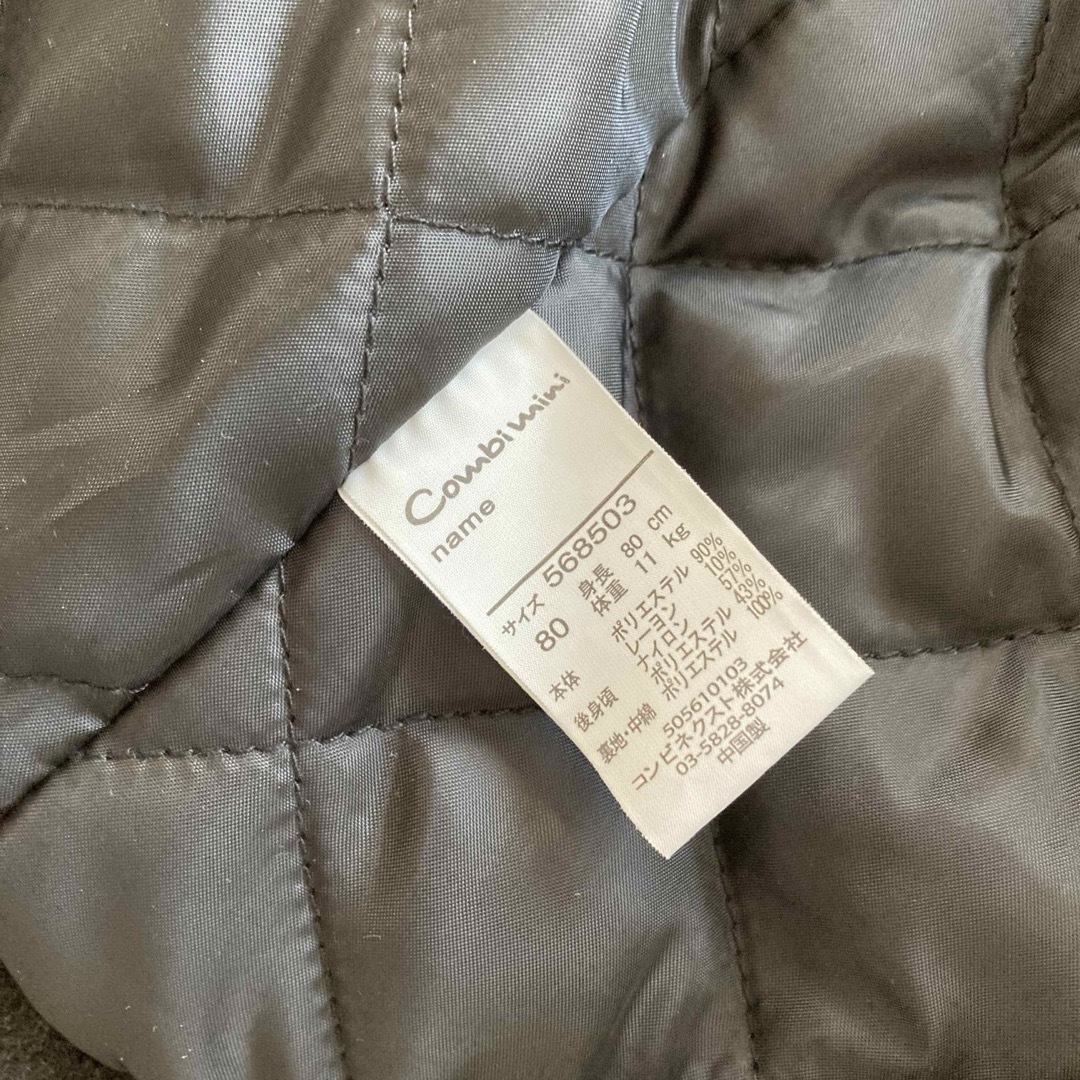 Combi mini
name
568503
サイズ 身長 80 cm
80 体重 11 kg
本体 ポリエステル 90%
レーヨン 10%
後身頃 ナイロン 57%
ポリエステル 43%
裏地・中綿 ポリエステル 100%
505610103
コンビネクスト株式会社
03-5828-8074
中国製